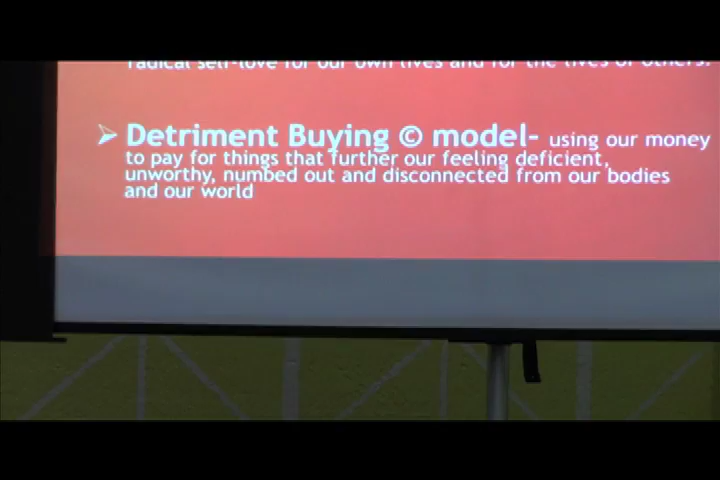 radical self-love for our own lives and for the lives of others.
➢ Detriment Buying © model- using our money
to pay for things that further our feeling deficient,
unworthy, numbed out and disconnected from our bodies
and our world